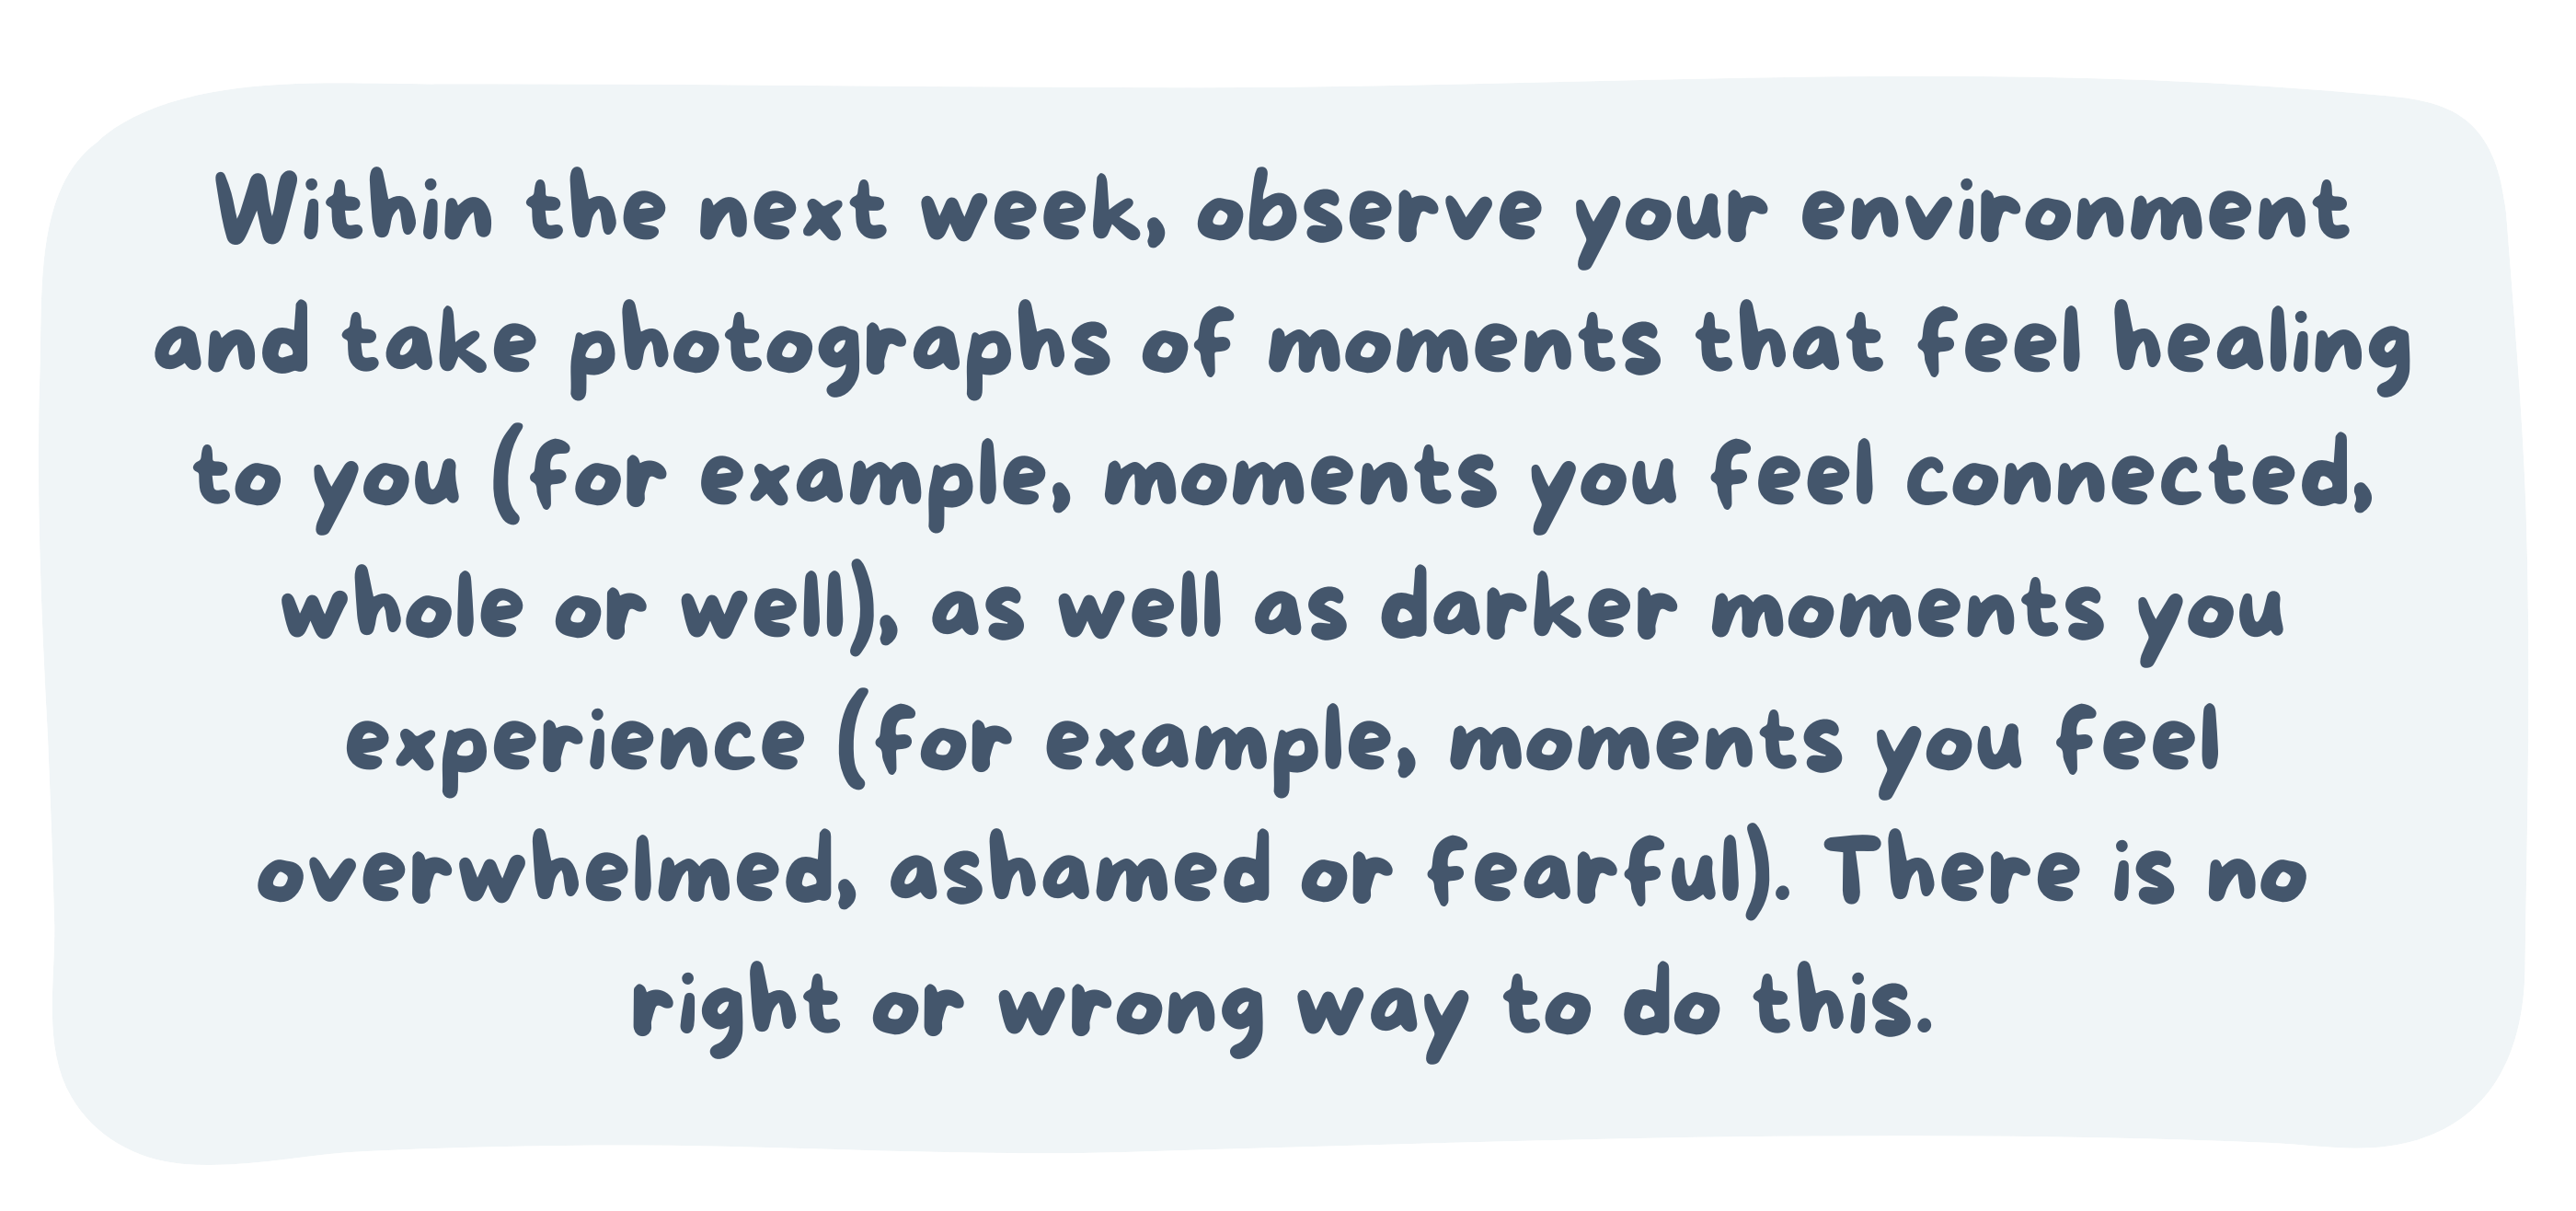 Within the next week, observe your environment
and take photographs of moments that feel healing
to you (for example, moments you feel connected,
whole or well), as well as darker moments you
experience (for example, moments you feel
overwhelmed, ashamed or fearful). There is no
right or wrong way to do this.